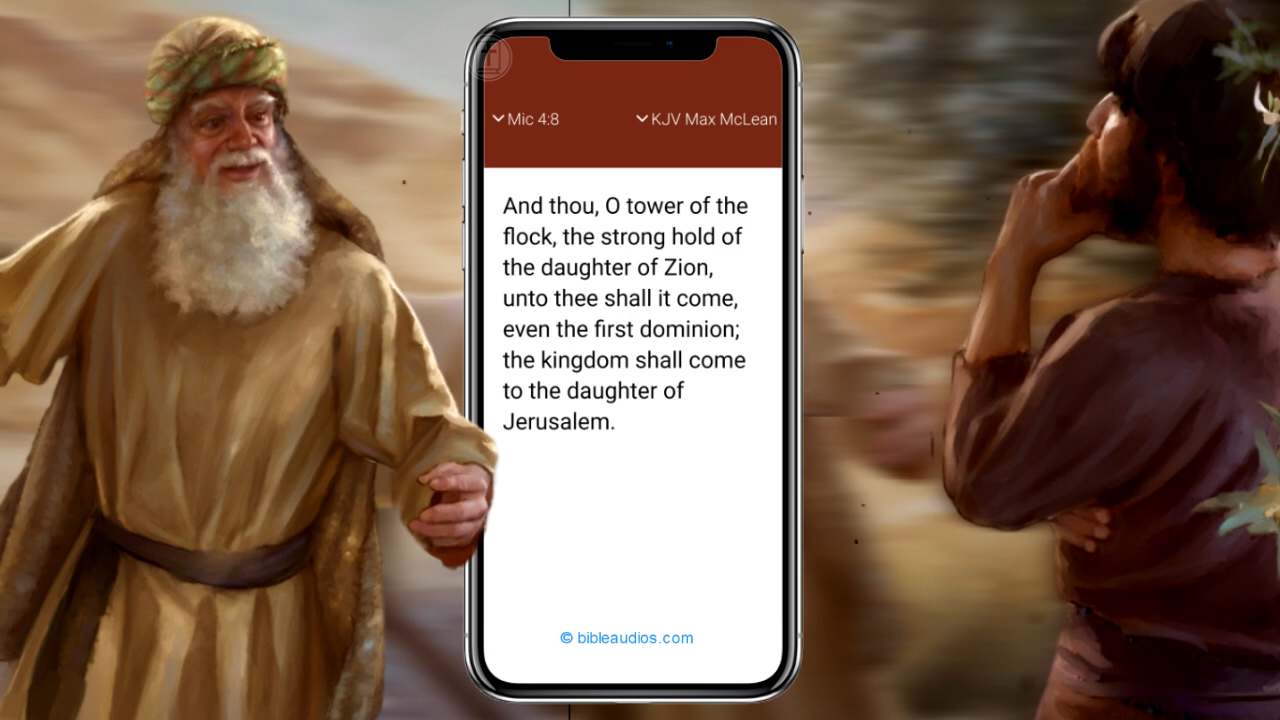 Mic 4:8 KJV Max McLean
And thou, O tower of the
flock, the strong hold of
the daughter of Zion,
unto thee shall it come,
even the first dominion;
the kingdom shall come
to the daughter of
Jerusalem.
© bibleaudios.com